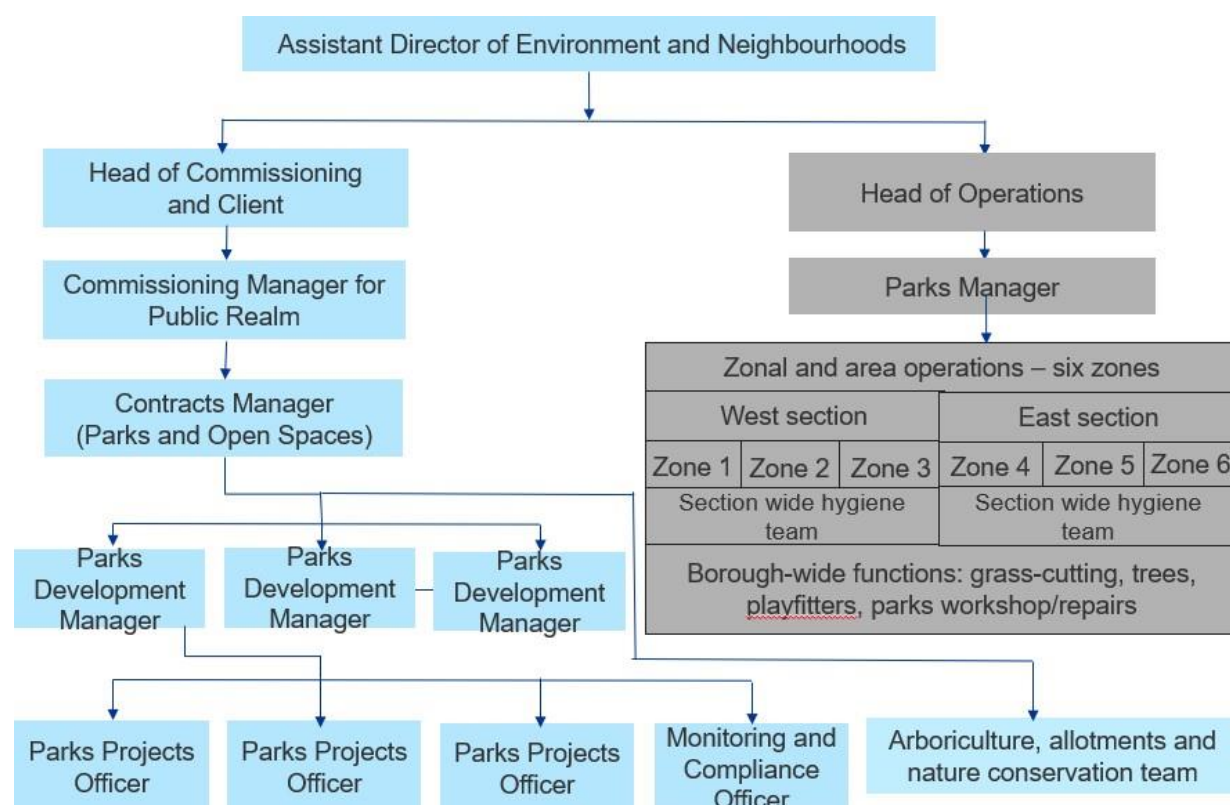 Assistant Director of Environment and Neighbourhoods
Head of Commissioning
and Client
Head of Operations
Commissioning Manager for
Public Realm
Parks Manager
Contracts Manager
(Parks and Open Spaces)
Zonal and area operations – six zones
West section
East section
Zone 1
Zone 2
Zone 3
Zone 4
Zone 5
Zone 6
Section wide hygiene
team
Section wide hygiene
team
Borough-wide functions: grass-cutting, trees,
playfitters, parks workshop/repairs
Parks
Development
Manager
Parks
Development
Manager
Parks
Development
Manager
Parks Projects
Officer
Parks Projects
Officer
Parks Projects
Officer
Monitoring and
Compliance
Officer
Arboriculture, allotments and
nature conservation team